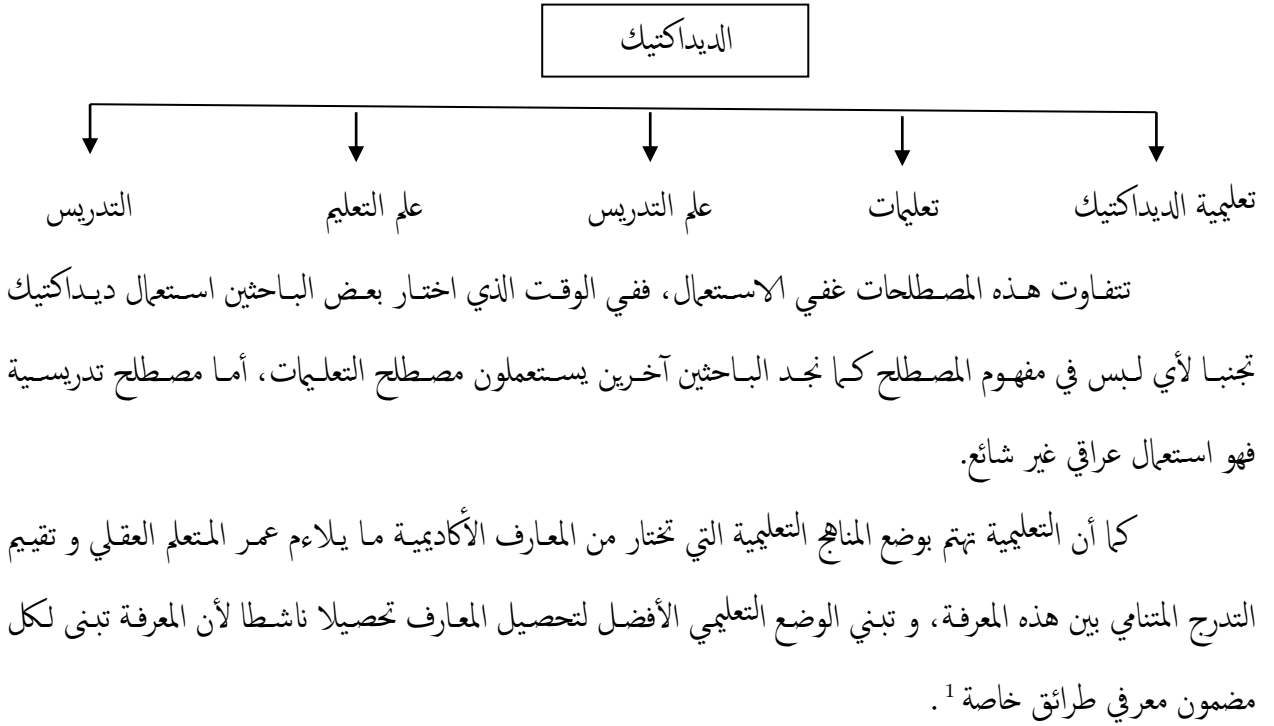 الديداكتيك
تعليمية الديداكتيك تعليمات علم التدريس علم التعليم التدريس
تتفاوت هذه المصطلحات غفي الاستعمال، ففي الوقت الذي اختار بعض الباحثين استعمال ديداكتيك
تجنبا لأي لبس في مفهوم المصطلح كما نجد الباحثين آخرين يستعملون مصطلح التعليمات، أما مصطلح تدريسية
فهو استعمال عراقي غير شائع.
كما أن التعليمية تهتم بوضع المناهج التعليمية التي تختار من المعارف الأكاديمية ما يلاءم عمر المتعلم العقلي و تقييم
التدرج المتنامي بين هذه المعرفة، و تبني الوضع التعليمي الأفضل لتحصيل المعارف تحصيلا ناشطا لأن المعرفة تبنى لكل
مضمون معرفي طرائق خاصة 1 .